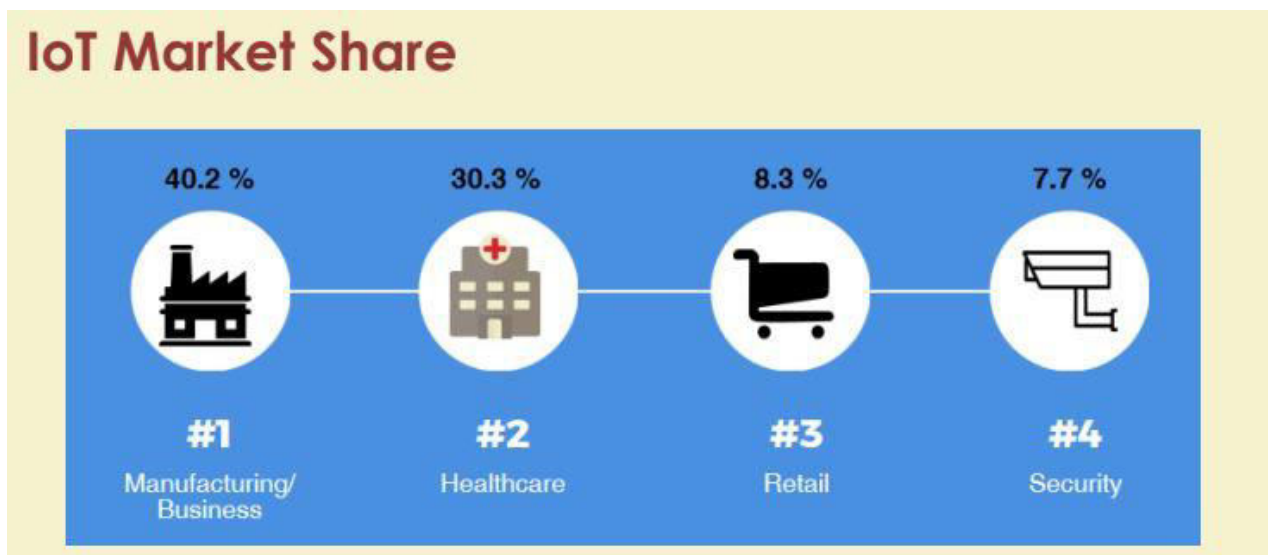 IoT Market Share
40.2 %
30.3 %
8.3 %
7.7 %
#1
#2
#3
#4
Manufacturing/
Business
Healthcare
Retail
Security